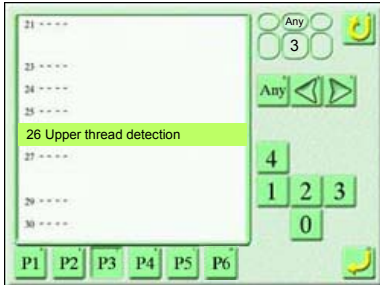 21 ----
Any
3
23 ----
24 ----
25 ----
Any
26 Upper thread detection
27 ----
29 ----
30 ----
4
1 2 3
0
P1 P2 P3 P4 P5 P6